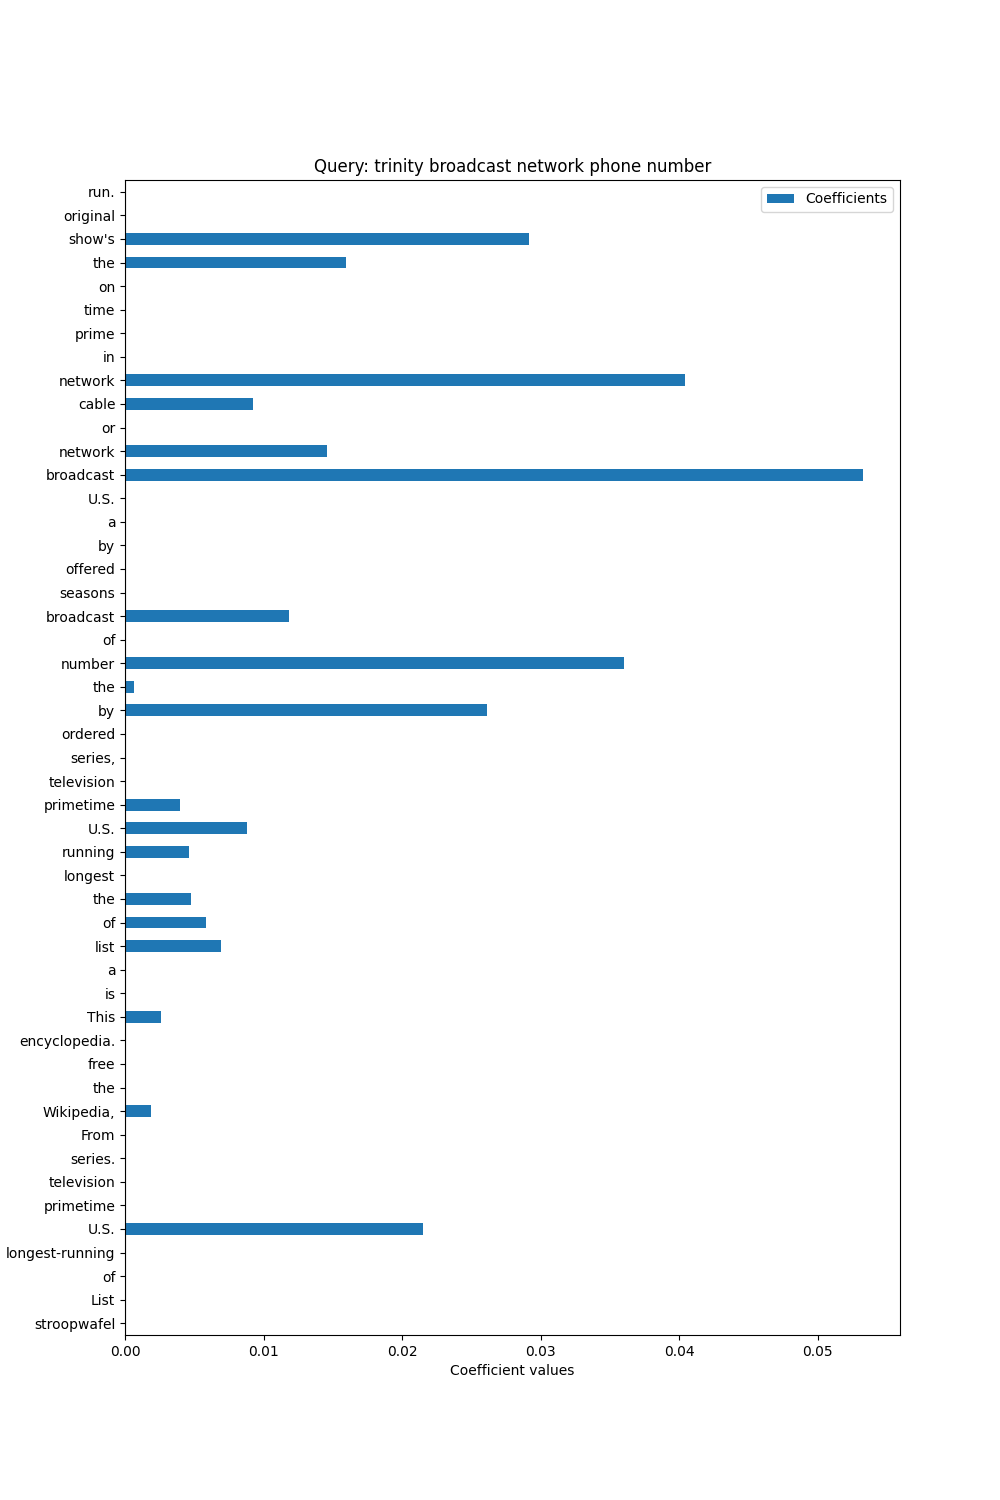 Query: trinity broadcast network phone number
Coefficients
run.
original
show's
the
on
time
prime
in
network
cable
or
network
broadcast
U.S.
a
by
offered
seasons
broadcast
of
number
the
by
ordered
series,
television
primetime
U.S.
running
longest
the
of
list
a
is
This
encyclopedia.
free
the
Wikipedia,
From
series.
television
primetime
U.S.
longest-running
of
List
stroopwafel
0.00 0.01 0.02 0.03 0.04 0.05
Coefficient values